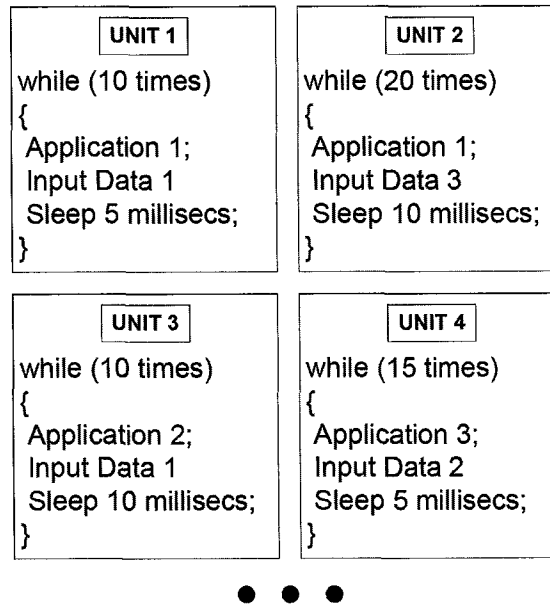 UNIT 1
while (10 times)
{
Application 1;
Input Data 1
Sleep 5 millisecs;
}
UNIT 2
while (20 times)
{
Application 1;
Input Data 3
Sleep 10 millisecs;
}
UNIT 3
while (10 times)
{
Application 2;
Input Data 1
Sleep 10 millisecs;
}
UNIT 4
while (15 times)
{
Application 3;
Input Data 2
Sleep 5 millisecs;
}